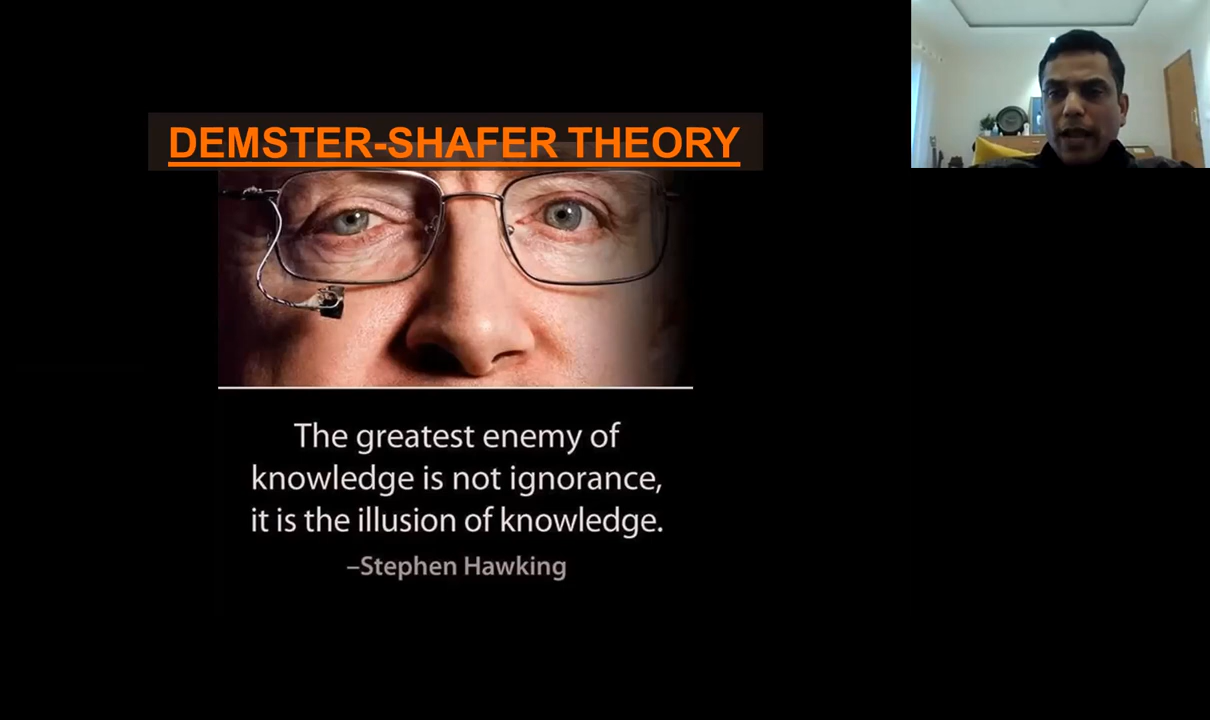 DEMSTER-SHAFER THEORY
The greatest enemy of
knowledge is not ignorance,
it is the illusion of knowledge.
–Stephen Hawking